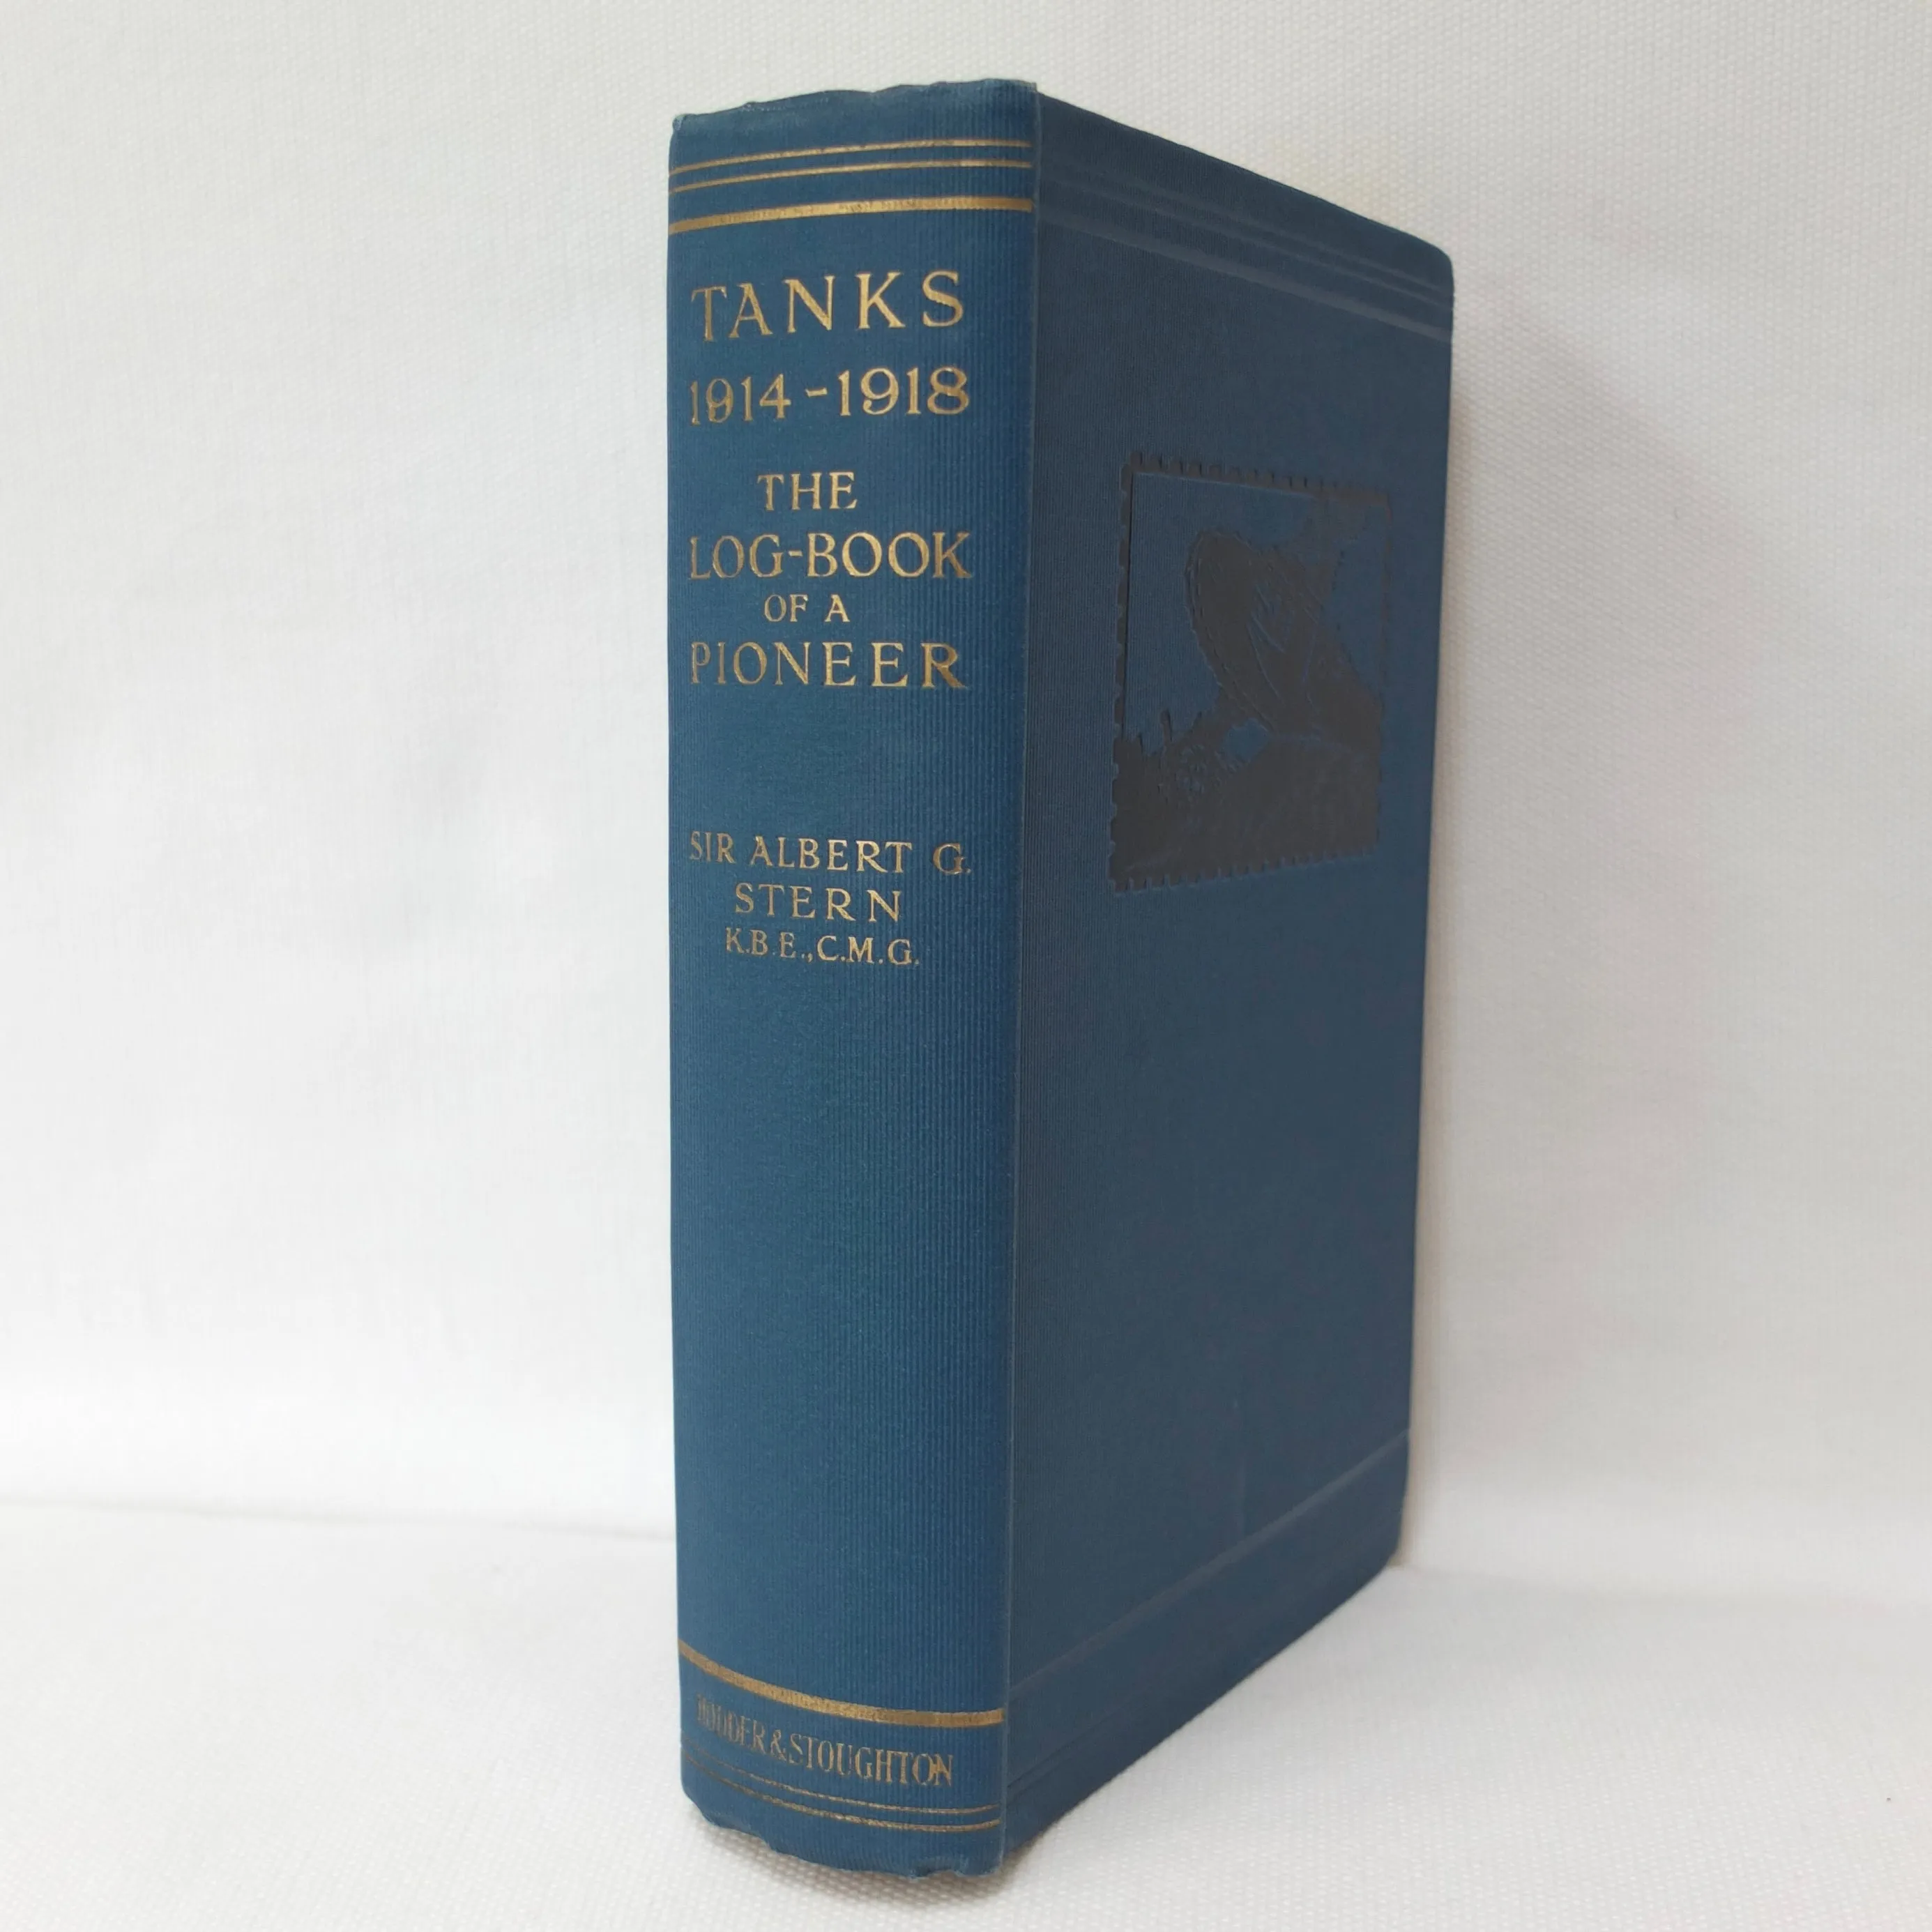 TANKS
1914-1918
THE
LOG-BOOK
OF A
PIONEER
SIR ALBERT G.
STERN
K.B.E., C.M.G.
HODDER & STOUGHTON